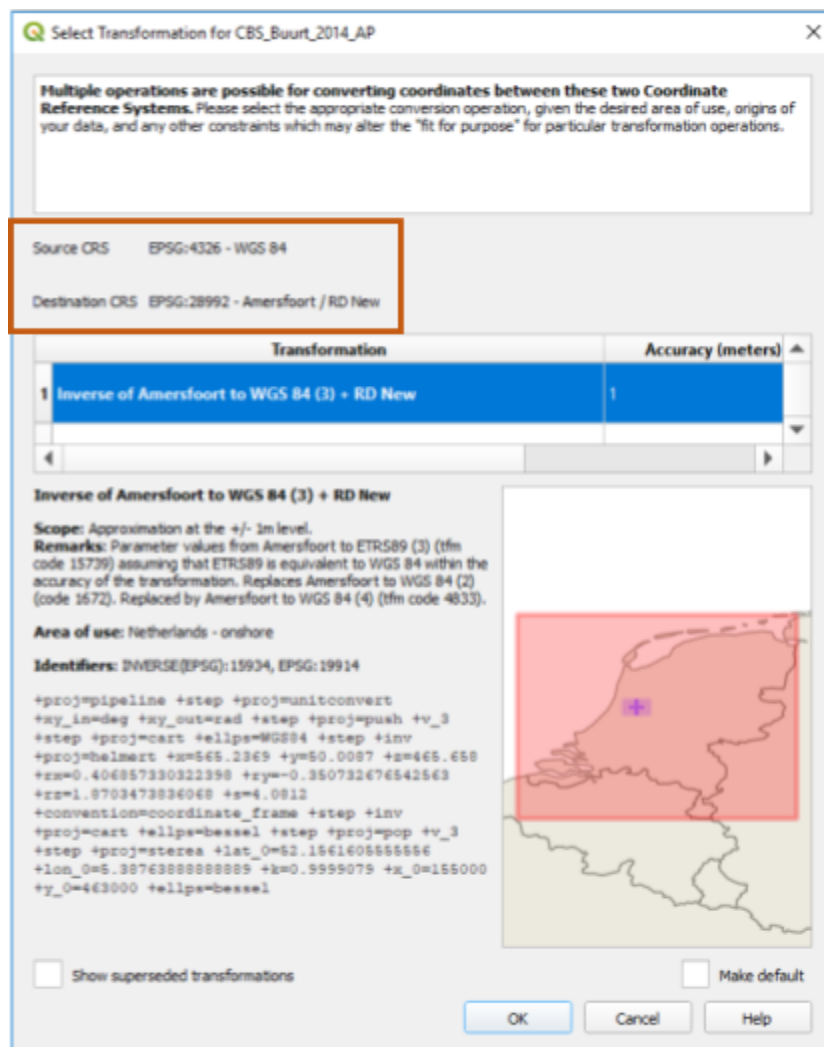 Select Transformation for CBS_Buurt_2014_AP
Multiple operations are possible for converting coordinates between these two Coordinate
Reference Systems. Please select the appropriate conversion operation, given the desired area of use, origins of
your data, and any other constraints which may alter the "fit for purpose" for particular transformation operations.
Source CRS EPSG:4326 - WGS 84
Destination CRS EPSG:28992 - Amersfoort / RD New
Transformation Accuracy (meters)
1 Inverse of Amersfoort to WGS 84 (3) + RD New 1
Inverse of Amersfoort to WGS 84 (3) + RD New
Scope: Approximation at the +/- 1m level.
Remarks: Parameter values from Amersfoort to ETRS89 (3) (tfm
code 15739) assuming that ETRS89 is equivalent to WGS 84 within the
accuracy of the transformation. Replaces Amersfoort to WGS 84 (2)
(code 1672). Replaced by Amersfoort to WGS 84 (4) (tfm code 4833).
Area of use: Netherlands - onshore
Identifiers: INVERSE(EPSG):15934, EPSG:19914
+proj=pipeline +step +proj=unitconvert
+xy_in=deg +xy_out=rad +step +proj=push +v_3
+step +proj=cart +ellps=WGS84 +step +inv
+proj=helmert +x=565.2369 +y=50.0087 +z=465.658
+rx=0.406857330322398 +ry=-0.350732676542563
+rz=1.8703473836068 +s=4.0812
+convention=coordinate_frame +step +inv
+proj=cart +ellps=bessel +step +proj=pop +v_3
+step +proj=sterea +lat_0=52.1561605555556
+lon_0=5.38763888888889 +k=0.9999079 +x_0=155000
+y_0=463000 +ellps=bessel
Show superseded transformations
Make default
OK Cancel Help